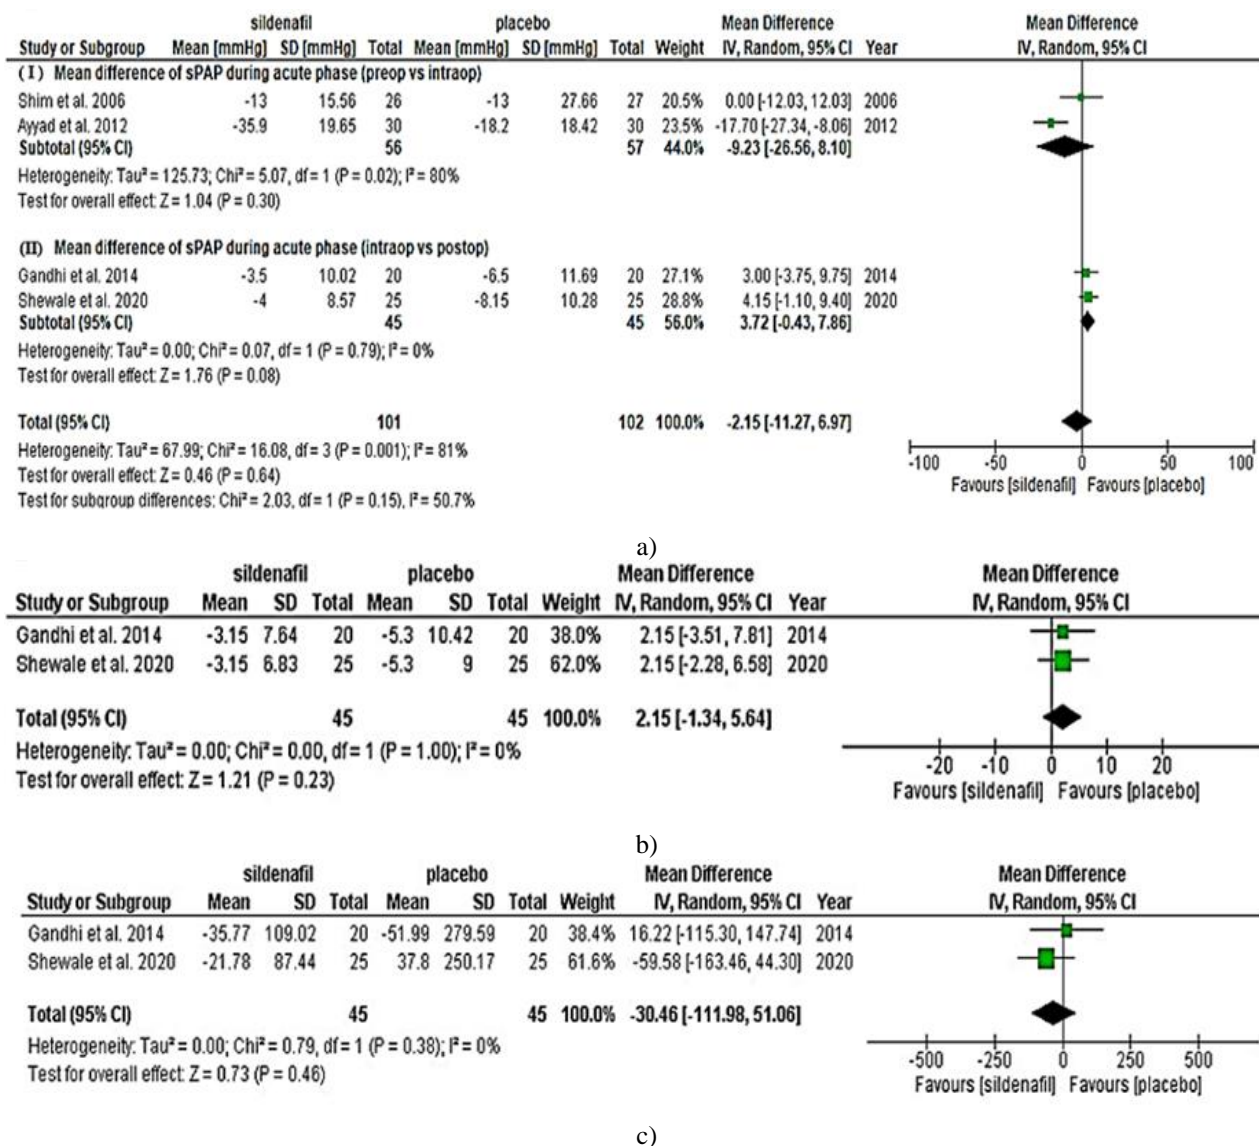 sildenafil placebo Mean Difference Mean Difference
Study or Subgroup Mean [mmHg] SD [mmHg] Total Mean [mmHg] SD [mmHg] Total Weight IV, Random, 95% CI Year IV, Random, 95% CI
(I) Mean difference of sPAP during acute phase (preop vs intraop)
Shim et al. 2006 -13 15.56 26 -13 27.66 27 20.5% 0.00 [-12.03, 12.03] 2006
Ayyad et al. 2012 -35.9 19.65 30 -18.2 18.42 30 23.5% -17.70 [-27.34, -8.06] 2012
Subtotal (95% CI) 56 57 44.0% -9.23 [-26.56, 8.10]
Heterogeneity: Tau² = 125.73; Chi² = 5.07, df = 1 (P = 0.02); I² = 80%
Test for overall effect: Z = 1.04 (P = 0.30)
(II) Mean difference of sPAP during acute phase (intraop vs postop)
Gandhi et al. 2014 -3.5 10.02 20 -6.5 11.69 20 27.1% 3.00 [-3.75, 9.75] 2014
Shewale et al. 2020 -4 8.57 25 -8.15 10.28 25 28.8% 4.15 [-1.10, 9.40] 2020
Subtotal (95% CI) 45 45 56.0% 3.72 [-0.43, 7.86]
Heterogeneity: Tau² = 0.00; Chi² = 0.07, df = 1 (P = 0.79); I² = 0%
Test for overall effect: Z = 1.76 (P = 0.08)
Total (95% CI) 101 102 100.0% -2.15 [-11.27, 6.97]
Heterogeneity: Tau² = 67.99; Chi² = 16.08, df = 3 (P = 0.001); I² = 81%
Test for overall effect: Z = 0.46 (P = 0.64)
Test for subgroup differences: Chi² = 2.03, df = 1 (P = 0.15), I² = 50.7%
-100 -50 0 50 100
Favours [sildenafil] Favours [placebo]
a)
sildenafil placebo Mean Difference Mean Difference
Study or Subgroup Mean SD Total Mean SD Total Weight IV, Random, 95% CI Year IV, Random, 95% CI
Gandhi et al. 2014 -3.15 7.64 20 -5.3 10.42 20 38.0% 2.15 [-3.51, 7.81] 2014
Shewale et al. 2020 -3.15 6.83 25 -5.3 9 25 62.0% 2.15 [-2.28, 6.58] 2020
Total (95% CI) 45 45 100.0% 2.15 [-1.34, 5.64]
Heterogeneity: Tau² = 0.00; Chi² = 0.00, df = 1 (P = 1.00); I² = 0%
Test for overall effect: Z = 1.21 (P = 0.23)
-20 -10 0 10 20
Favours [sildenafil] Favours [placebo]
b)
sildenafil placebo Mean Difference Mean Difference
Study or Subgroup Mean SD Total Mean SD Total Weight IV, Random, 95% CI Year IV, Random, 95% CI
Gandhi et al. 2014 -35.77 109.02 20 -51.99 279.59 20 38.4% 16.22 [-115.30, 147.74] 2014
Shewale et al. 2020 -21.78 87.44 25 37.8 250.17 25 61.6% -59.58 [-163.46, 44.30] 2020
Total (95% CI) 45 45 100.0% -30.46 [-111.98, 51.06]
Heterogeneity: Tau² = 0.00; Chi² = 0.79, df = 1 (P = 0.38); I² = 0%
Test for overall effect: Z = 0.73 (P = 0.46)
-500 -250 0 250 500
Favours [sildenafil] Favours [placebo]
c)